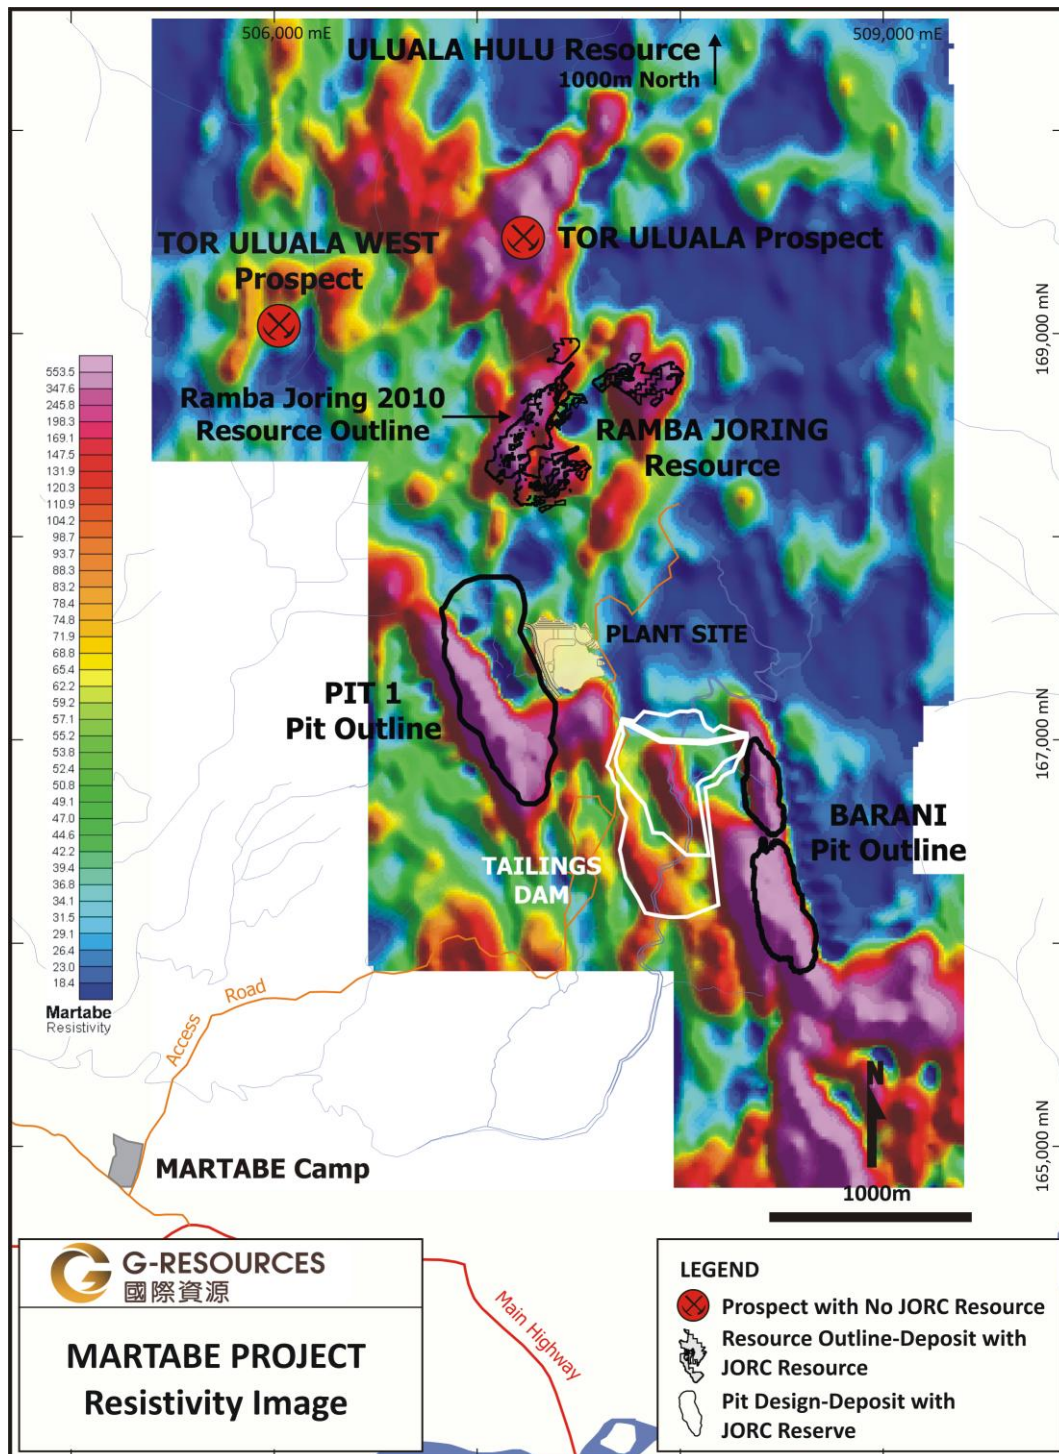 506,000 mE
509,000 mE
ULUALA HULU Resource
1000m North
TOR ULUALA WEST
Prospect
TOR ULUALA Prospect
169,000 mN
Ramba Joring 2010
Resource Outline
RAMBA JORING
Resource
553.5
347.6
245.8
198.3
169.1
147.5
131.9
120.3
110.9
104.2
98.7
93.7
88.3
83.2
78.4
74.8
71.9
68.8
65.4
62.2
59.2
57.1
55.2
53.8
52.4
50.8
49.1
47.0
44.6
42.2
39.4
36.8
34.1
31.5
29.1
26.4
23.0
18.4
Martabe
Resistivity
PLANT SITE
PIT 1
Pit Outline
167,000 mN
BARANI
Pit Outline
TAILINGS
DAM
Access Road
MARTABE Camp
N
165,000 mN
1000m
Main Highway
G-RESOURCES
國際資源
MARTABE PROJECT
Resistivity Image
LEGEND
Prospect with No JORC Resource
Resource Outline-Deposit with
JORC Resource
Pit Design-Deposit with
JORC Reserve